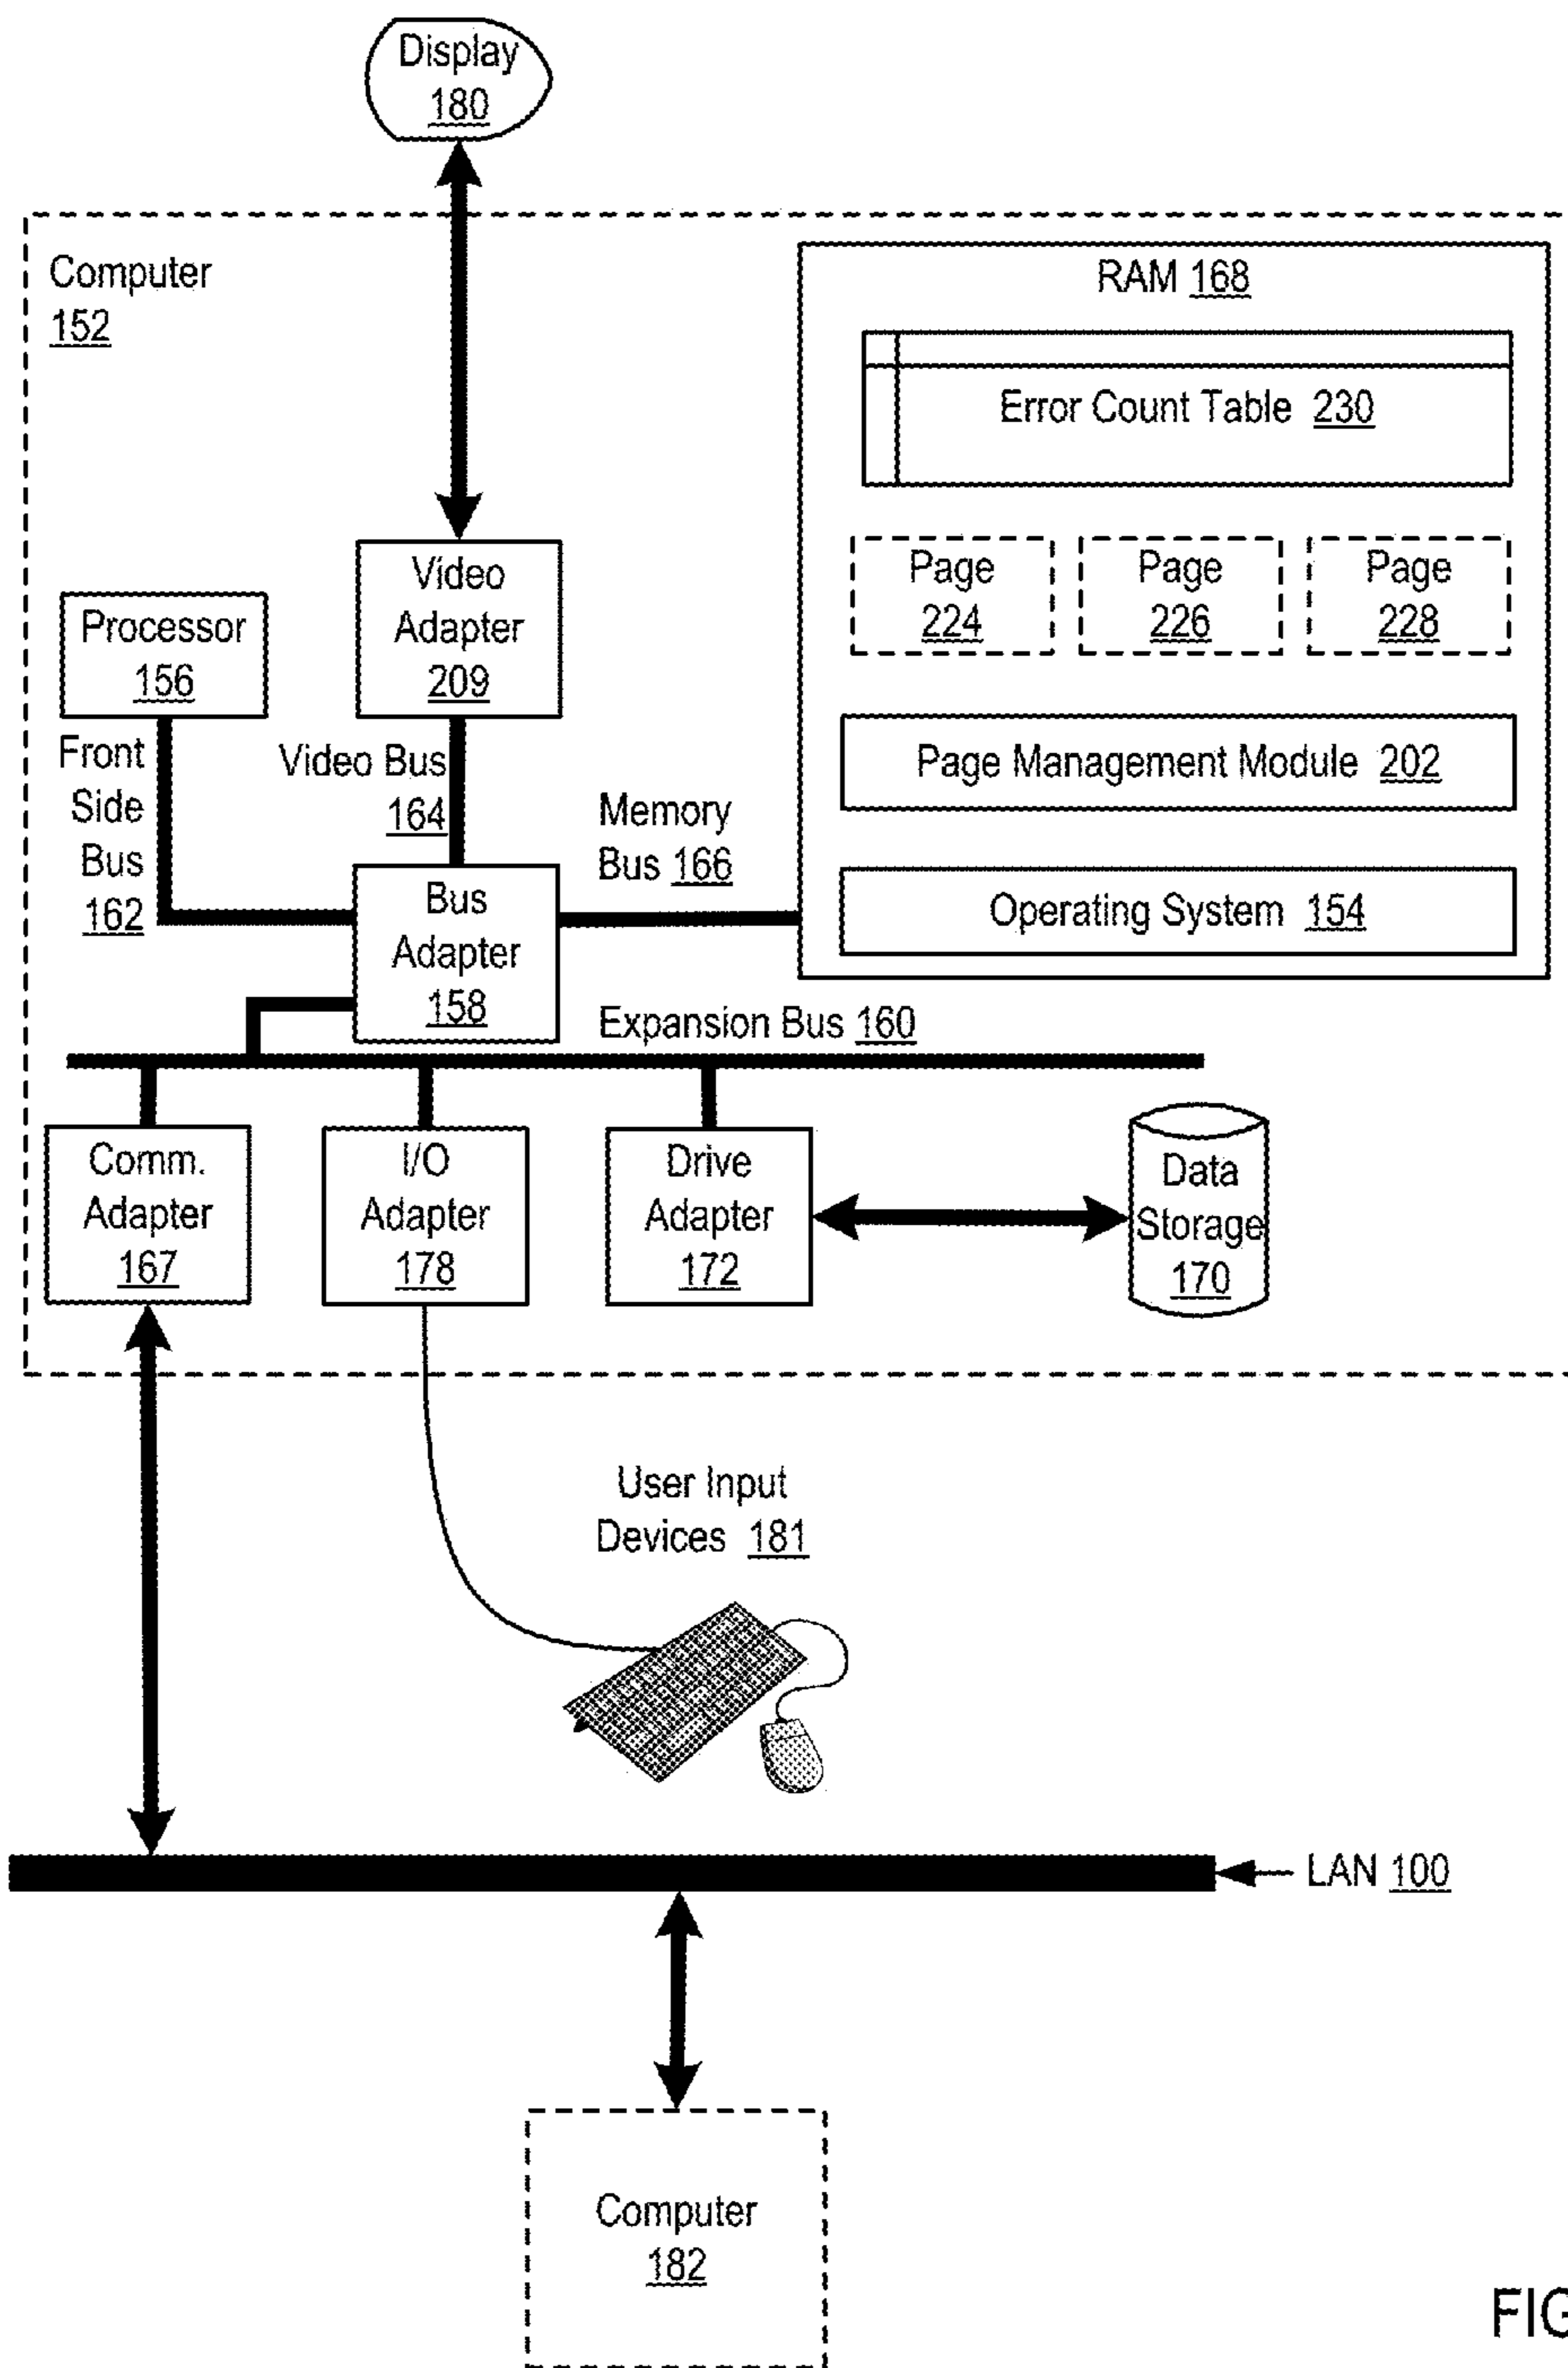 Display
180
Computer
152
RAM 168
Error Count Table 230
Page
224
Page
226
Page
228
Page Management Module 202
Operating System 154
Video
Adapter
209
Processor
156
Front
Side
Bus
162
Video Bus
164
Memory
Bus 166
Bus
Adapter
158
Expansion Bus 160
Comm.
Adapter
167
I/O
Adapter
178
Drive
Adapter
172
Data
Storage
170
User Input
Devices 181
LAN 100
Computer
182
FIG